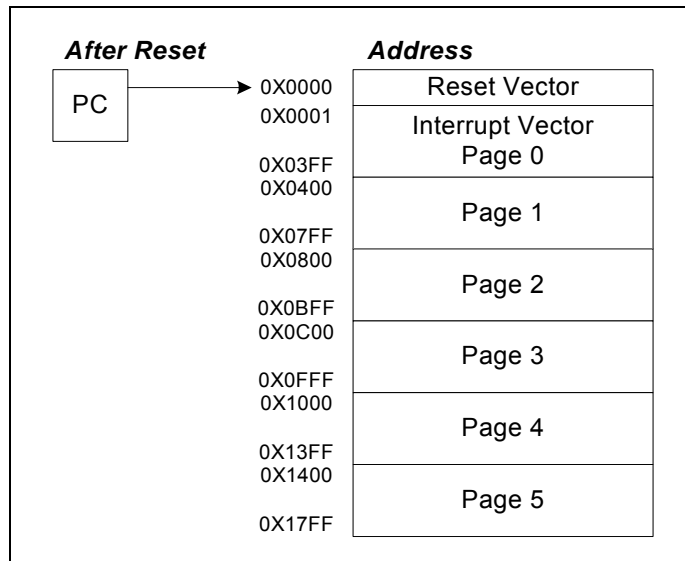 After Reset
Address
PC
0X0000
Reset Vector
0X0001
Interrupt Vector
Page 0
0X03FF
0X0400
Page 1
0X07FF
0X0800
Page 2
0X0BFF
0X0C00
Page 3
0X0FFF
0X1000
Page 4
0X13FF
0X1400
Page 5
0X17FF